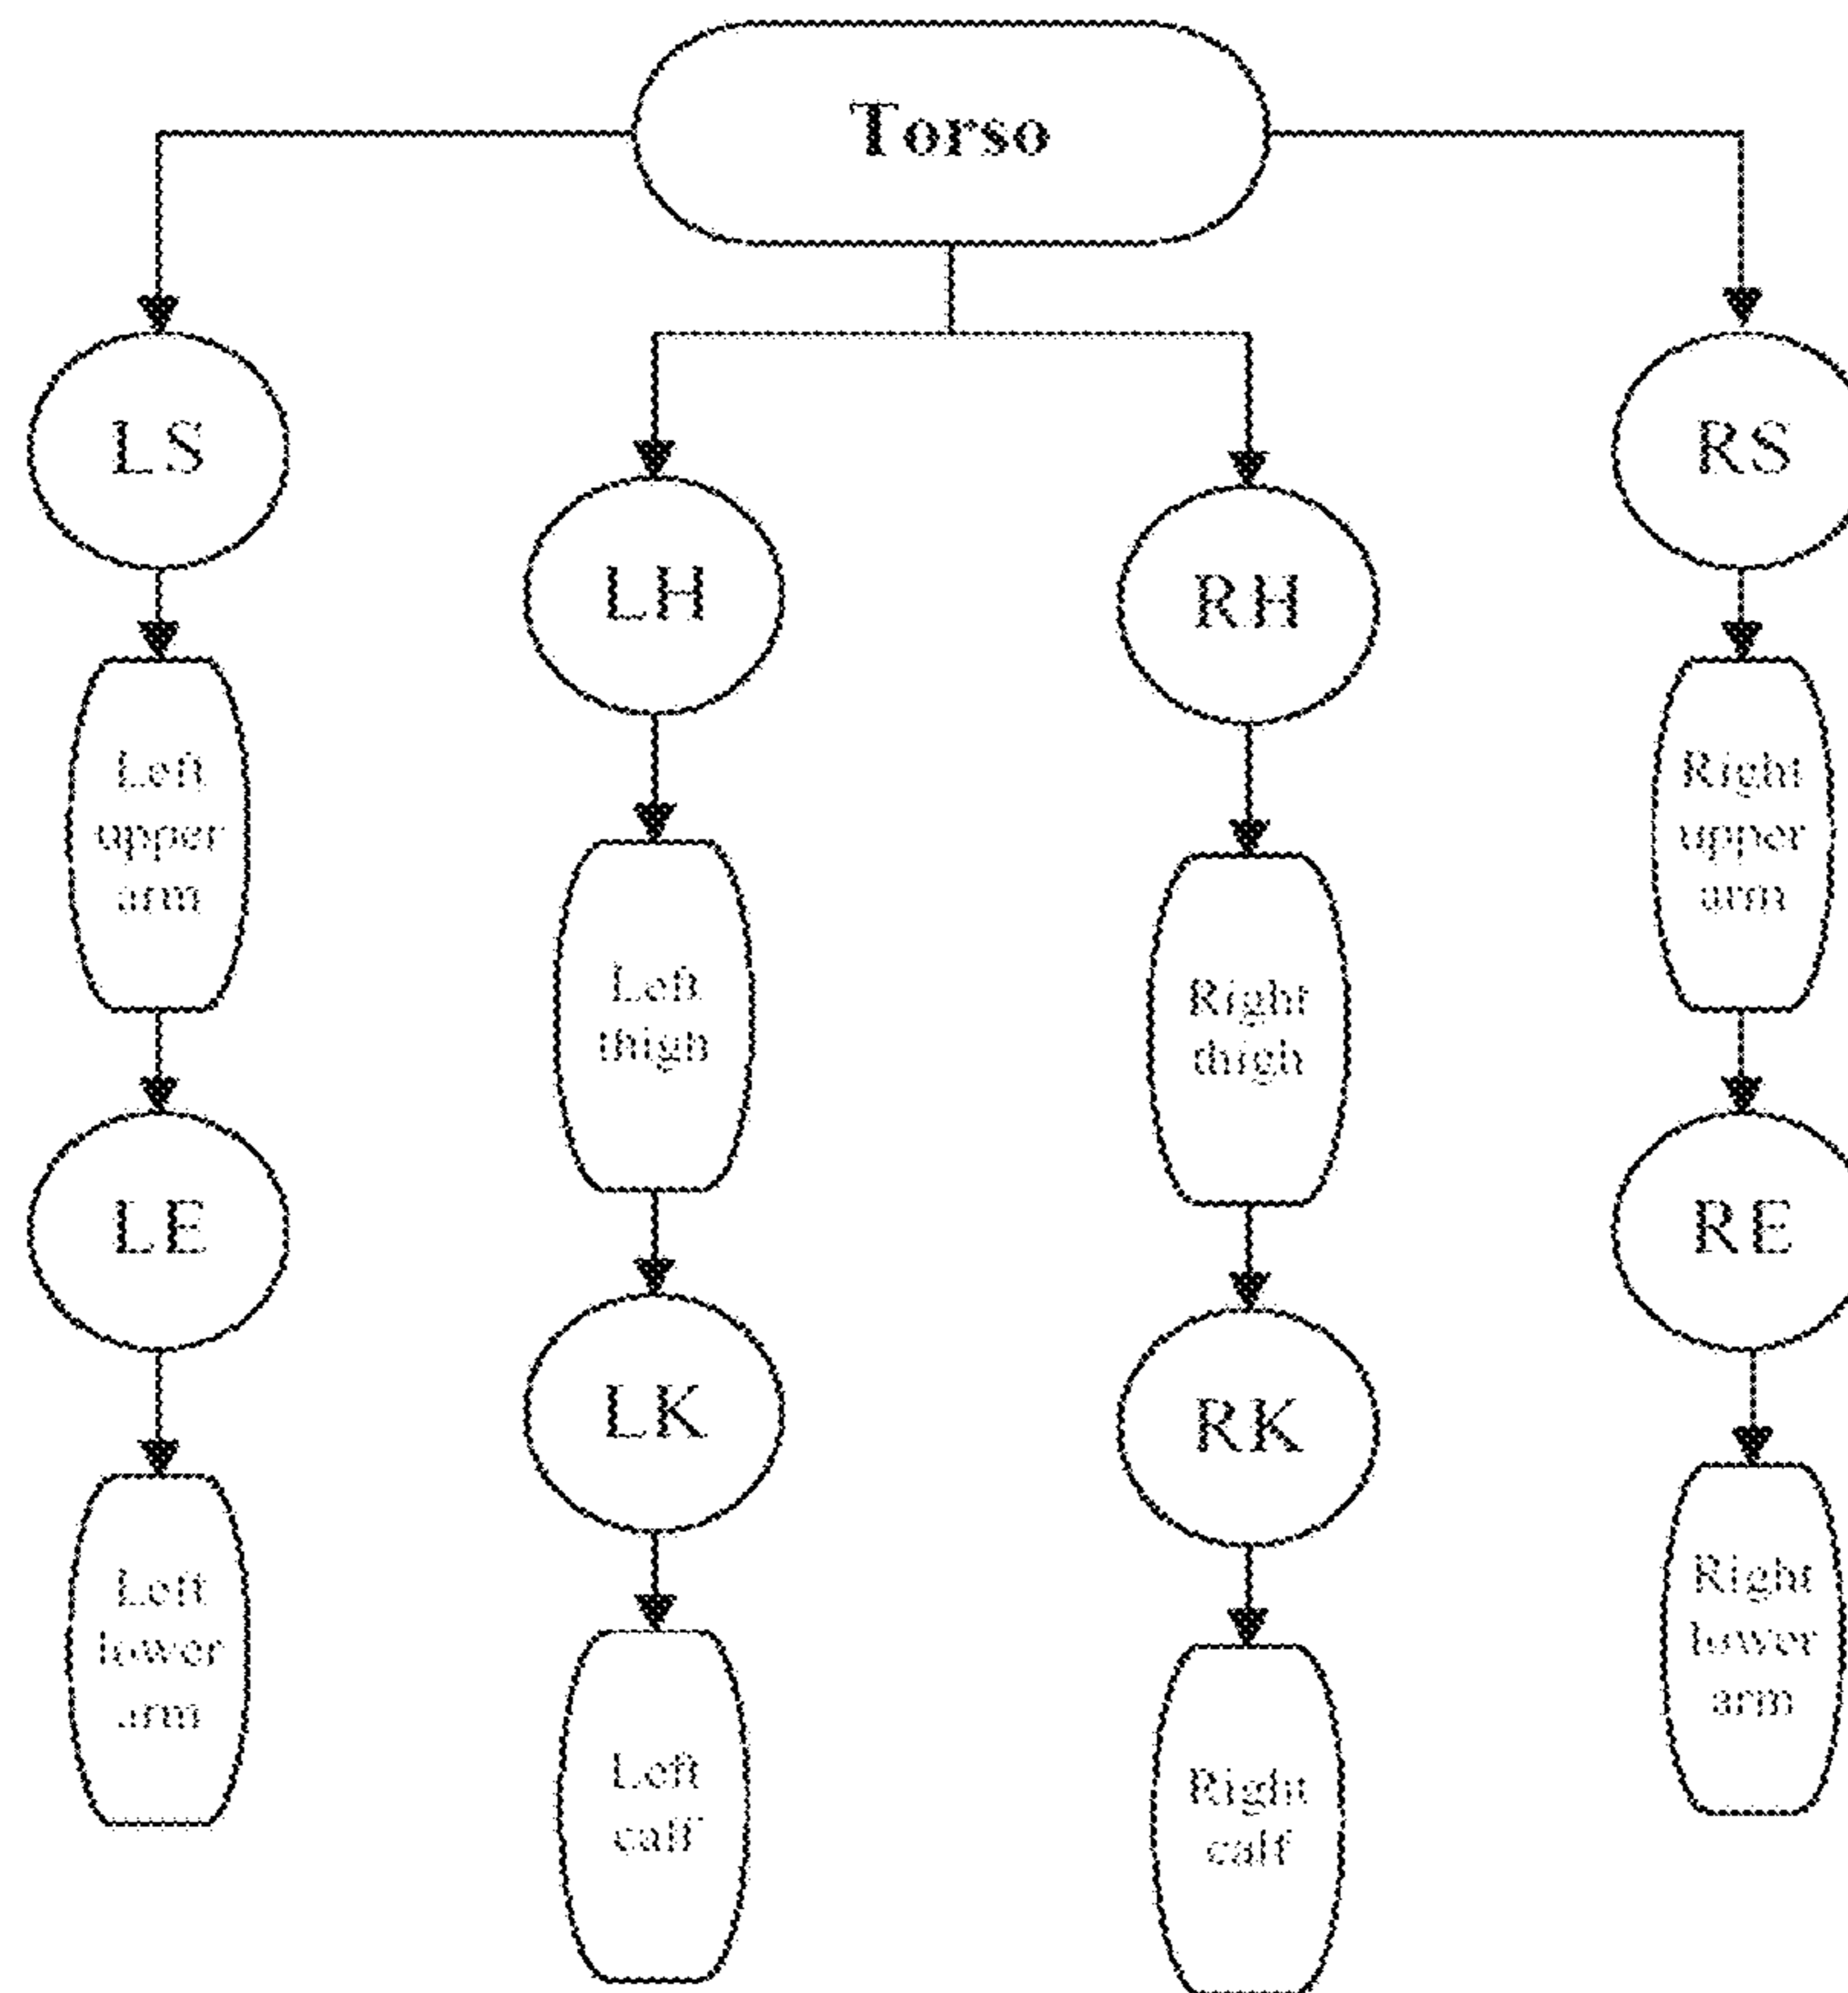 Torso
LS
RS
LH
RH
Left
upper
arm
Right
upper
arm
Left
thigh
Right
thigh
LE
RE
LK
RK
Left
lower
arm
Right
lower
arm
Left
calf
Right
calf